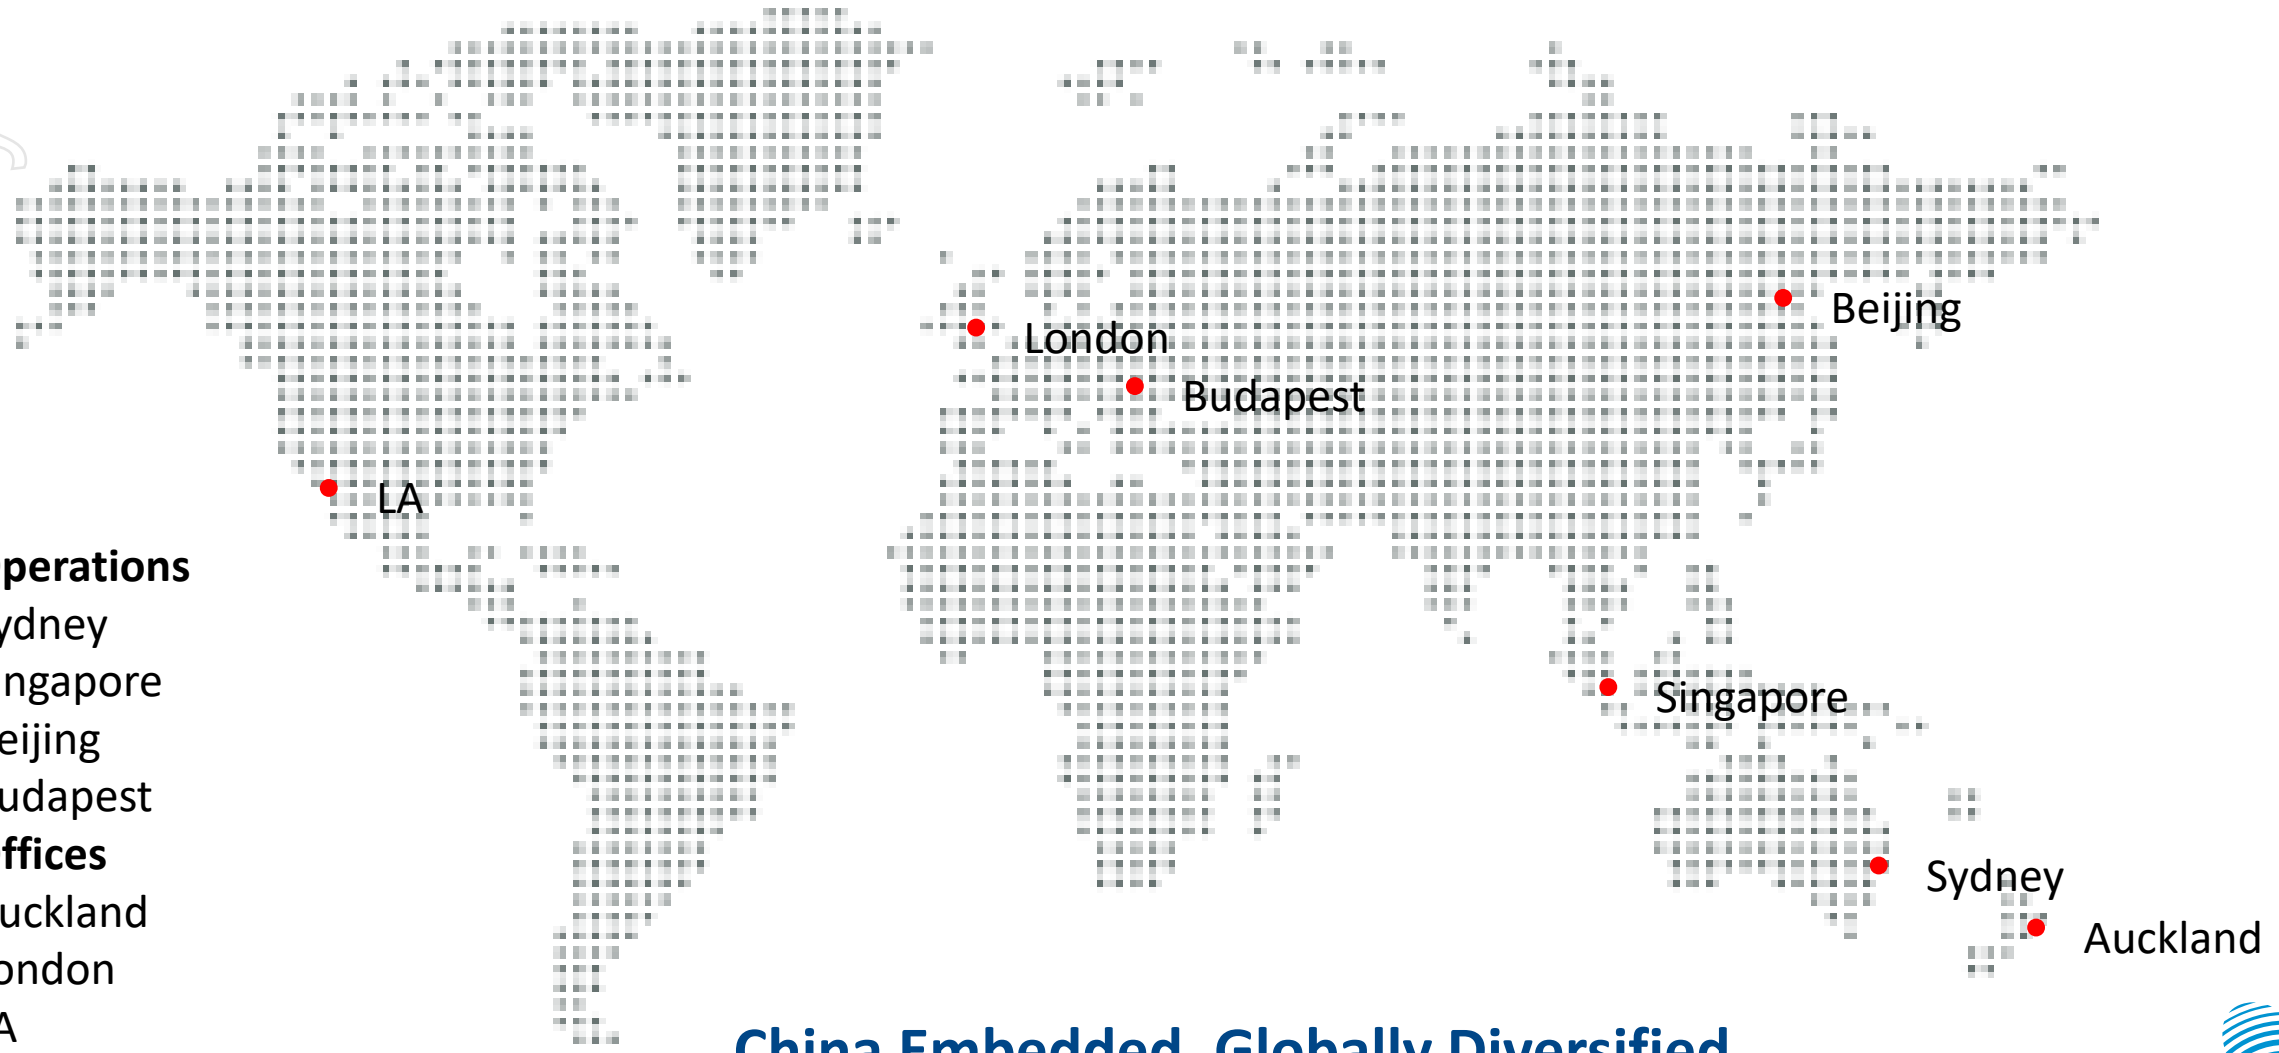 Beijing
London
Budapest
LA
perations
ydney
Singapore
ngapore
eijing
udapest
ffices
Sydney
uckland
Auckland
ondon
A
China Embedded, Globally Diversified